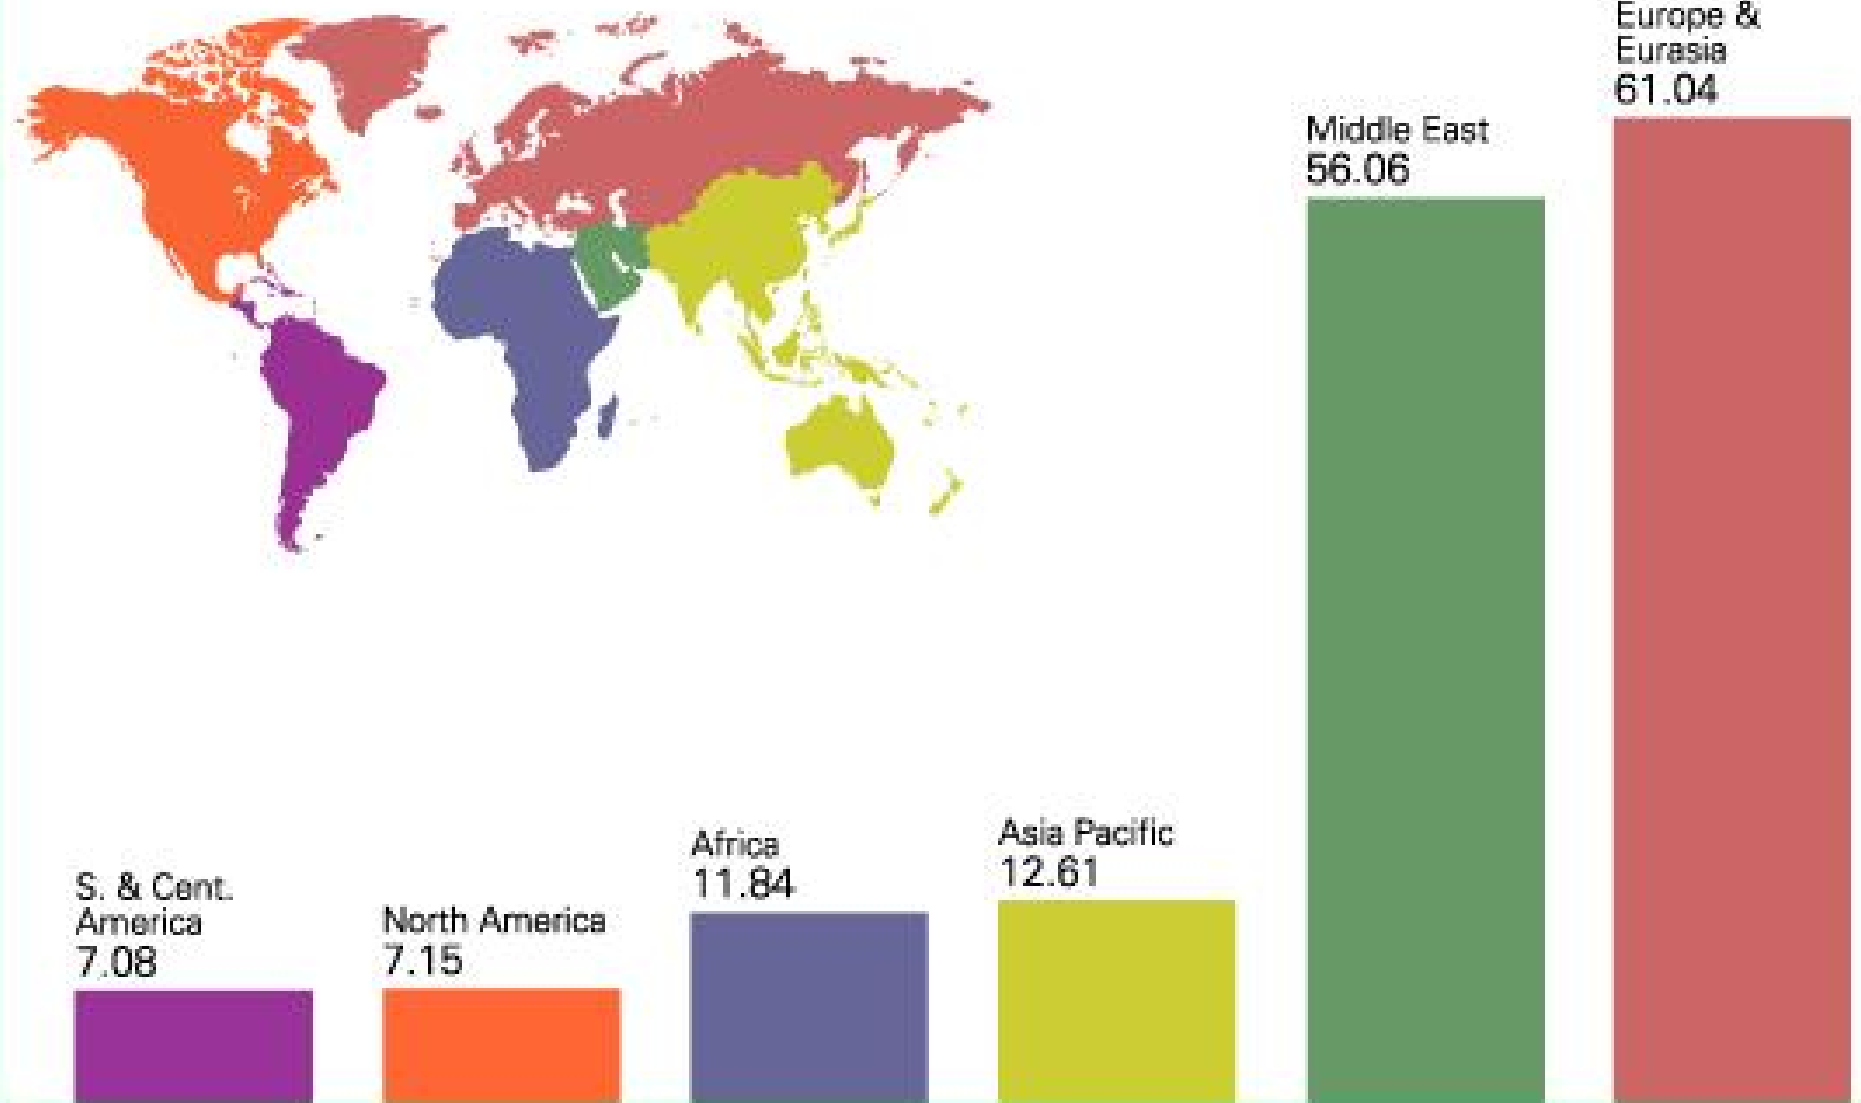 Europe &
Eurasia
61.04
Middle East
56.06
Asia Pacific
12.61
Africa
11.84
S. & Cent.
America
7.08
North America
7.15